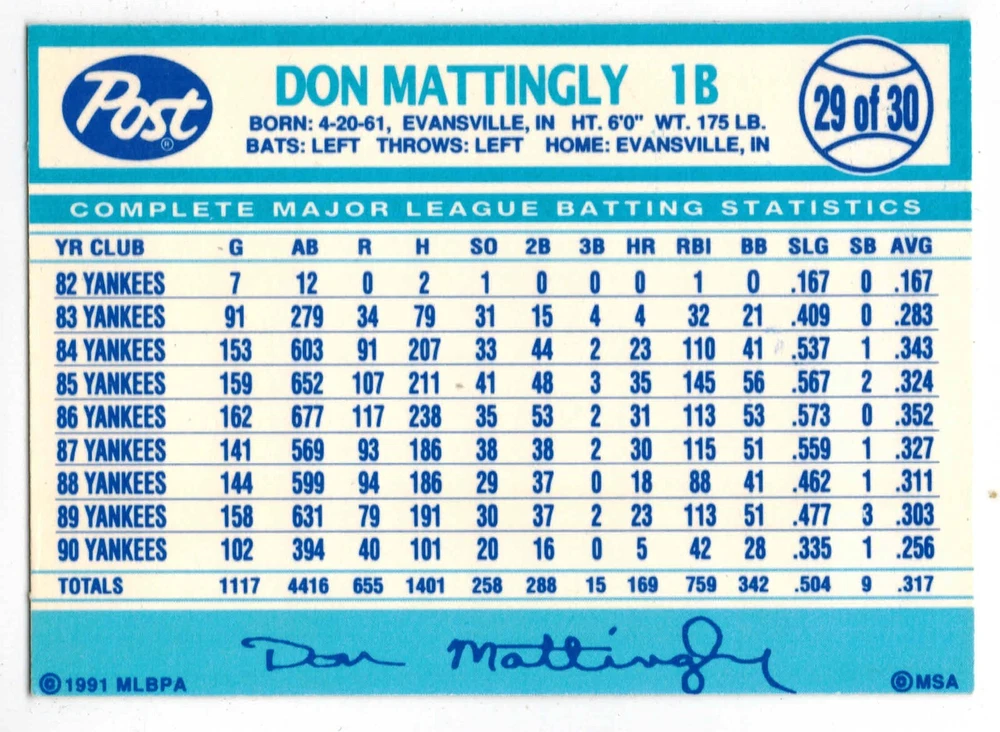 Post ®
DON MATTINGLY 1B
29 of 30
BORN: 4-20-61, EVANSVILLE, IN HT. 6'0" WT. 175 LB.
BATS: LEFT THROWS: LEFT HOME: EVANSVILLE, IN
COMPLETE MAJOR LEAGUE BATTING STATISTICS
YR CLUB G AB R H SO 2B 3B HR RBI BB SLG SB AVG
82 YANKEES 7 12 0 2 1 0 0 0 1 0 .167 0 .167
83 YANKEES 91 279 34 79 31 15 4 4 32 21 .409 0 .283
84 YANKEES 153 603 91 207 33 44 2 23 110 41 .537 1 .343
85 YANKEES 159 652 107 211 41 48 3 35 145 56 .567 2 .324
86 YANKEES 162 677 117 238 35 53 2 31 113 53 .573 0 .352
87 YANKEES 141 569 93 186 38 38 2 30 115 51 .559 1 .327
88 YANKEES 144 599 94 186 29 37 0 18 88 41 .462 1 .311
89 YANKEES 158 631 79 191 30 37 2 23 113 51 .477 3 .303
90 YANKEES 102 394 40 101 20 16 0 5 42 28 .335 1 .256
TOTALS 1117 4416 655 1401 258 288 15 169 759 342 .504 9 .317
Don Mattingly
©1991 MLBPA
©MSA